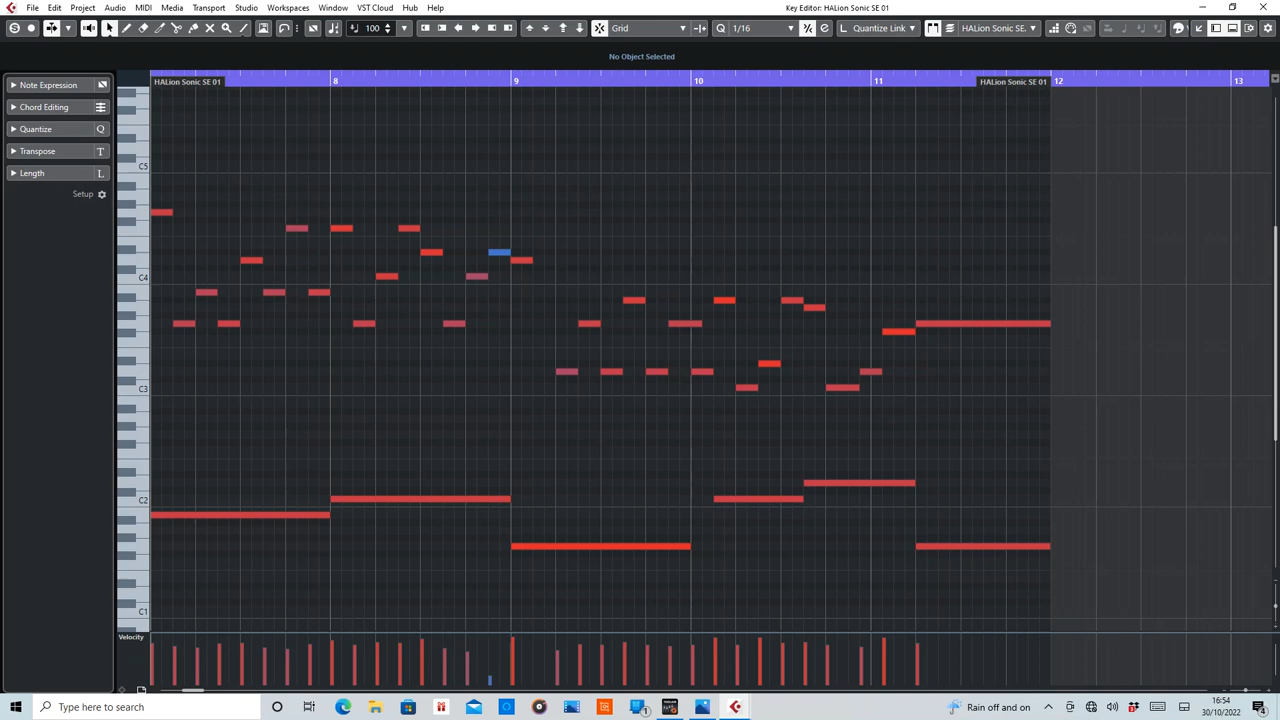 File Edit Project Audio MIDI Media Transport Studio Workspaces Window VST Cloud Hub Help
Key Editor: HALion Sonic SE 01
100 Grid 1/16 Quantize Link HALion Sonic SE.
No Object Selected
HALion Sonic SE 01 8 9 10 11 HALion Sonic SE 01 12 13
Note Expression
Chord Editing
Quantize Q
Transpose T
Length L
Setup
C5
C4
C3
C2
C1
Velocity
Type here to search
1
Rain off and on
16:54
30/10/2022
4